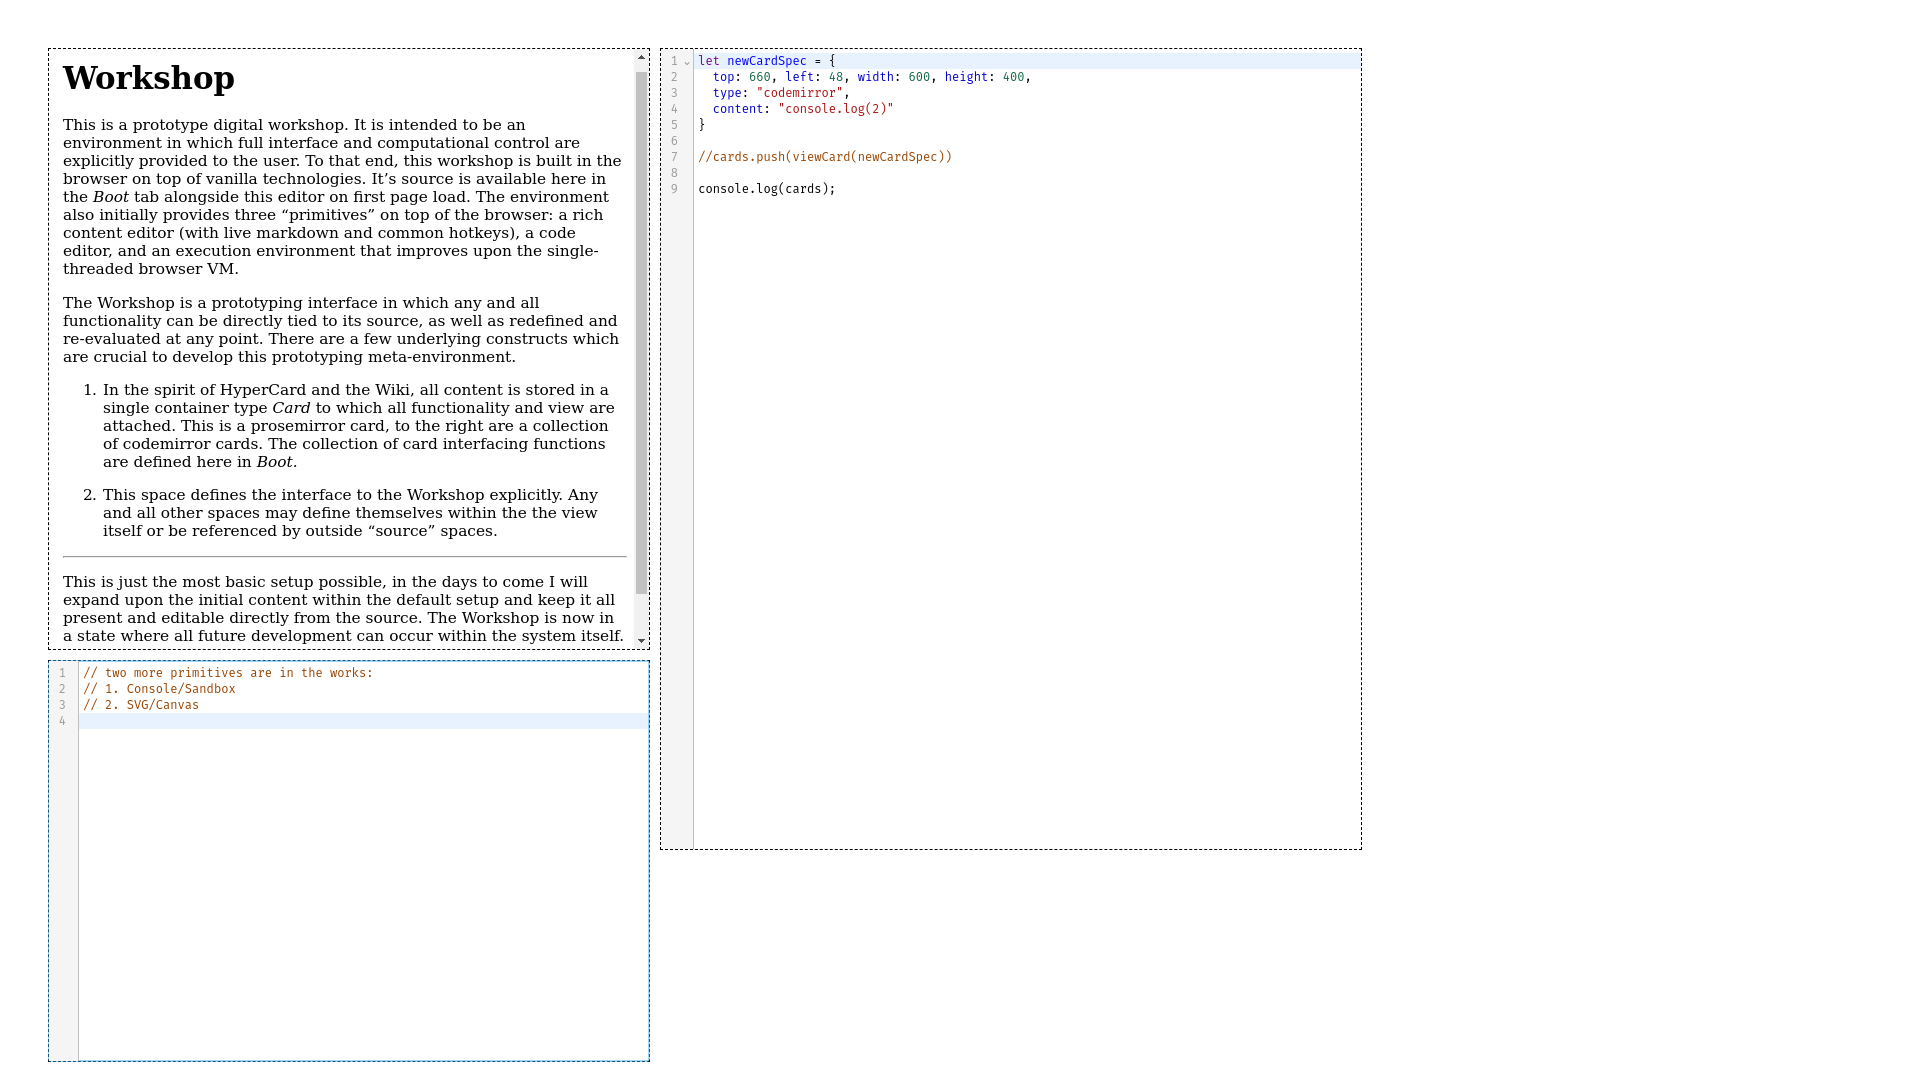 Workshop
This is a prototype digital workshop. It is intended to be an
environment in which full interface and computational control are
explicitly provided to the user. To that end, this workshop is built in the
browser on top of vanilla technologies. It’s source is available here in
the Boot tab alongside this editor on first page load. The environment
also initially provides three “primitives” on top of the browser: a rich
content editor (with live markdown and common hotkeys), a code
editor, and an execution environment that improves upon the single-
threaded browser VM.
The Workshop is a prototyping interface in which any and all
functionality can be directly tied to its source, as well as redefined and
re-evaluated at any point. There are a few underlying constructs which
are crucial to develop this prototyping meta-environment.
1. In the spirit of HyperCard and the Wiki, all content is stored in a
single container type Card to which all functionality and view are
attached. This is a prosemirror card, to the right are a collection
of codemirror cards. The collection of card interfacing functions
are defined here in Boot.
2. This space defines the interface to the Workshop explicitly. Any
and all other spaces may define themselves within the the view
itself or be referenced by outside “source” spaces.
This is just the most basic setup possible, in the days to come I will
expand upon the initial content within the default setup and keep it all
present and editable directly from the source. The Workshop is now in
a state where all future development can occur within the system itself.
1 // two more primitives are in the works:
2 // 1. Console/Sandbox
3 // 2. SVG/Canvas
4
1 let newCardSpec = {
2 top: 660, left: 48, width: 600, height: 400,
3 type: "codemirror",
4 content: "console.log(2)"
5 }
6
7 //cards.push(viewCard(newCardSpec))
8
9 console.log(cards);